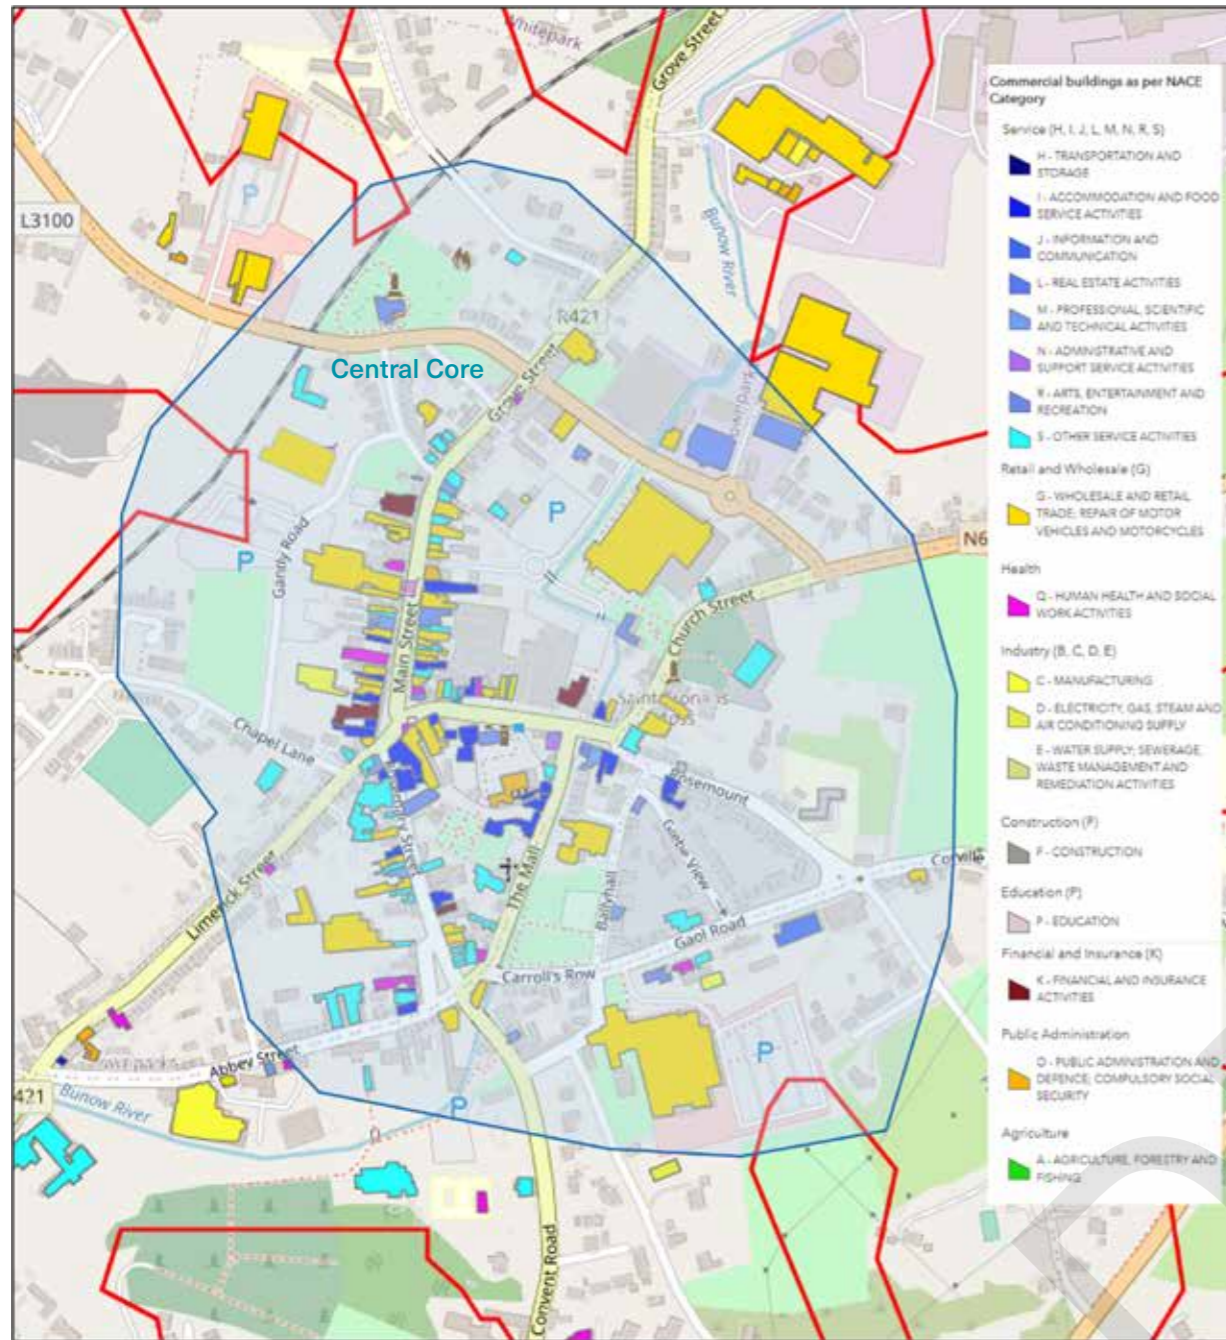 Whitepark
Grove Street
L3100
P
Bunow River
R421
Central Core
Grove Street
Townparks
P
N6
Gandy Road
P
Church Street
Main Street
Chapel Lane
Rosemount
Glebe View
Corville
The Mall
Ballyhall
Limerick Street
Gaol Road
Carroll's Row
P
Abbey Street
421
Bunow River
P
Convent Road
Commercial buildings as per NACE
Category
Service (H, I, J, L, M, N, R, S)
H - TRANSPORTATION AND
STORAGE
I - ACCOMMODATION AND FOOD
SERVICE ACTIVITIES
J - INFORMATION AND
COMMUNICATION
L - REAL ESTATE ACTIVITIES
M - PROFESSIONAL, SCIENTIFIC
AND TECHNICAL ACTIVITIES
N - ADMINISTRATIVE AND
SUPPORT SERVICE ACTIVITIES
R - ARTS, ENTERTAINMENT AND
RECREATION
S - OTHER SERVICE ACTIVITIES
Retail and Wholesale (G)
G - WHOLESALE AND RETAIL
TRADE; REPAIR OF MOTOR
VEHICLES AND MOTORCYCLES
Health
Q - HUMAN HEALTH AND SOCIAL
WORK ACTIVITIES
Industry (B, C, D, E)
C - MANUFACTURING
D - ELECTRICITY, GAS, STEAM AND
AIR CONDITIONING SUPPLY
E - WATER SUPPLY; SEWERAGE,
WASTE MANAGEMENT AND
REMEDIATION ACTIVITIES
Construction (F)
F - CONSTRUCTION
Education (P)
P - EDUCATION
Financial and Insurance (K)
K - FINANCIAL AND INSURANCE
ACTIVITIES
Public Administration
O - PUBLIC ADMINISTRATION AND
DEFENCE; COMPULSORY SOCIAL
SECURITY
Agriculture
A - AGRICULTURE, FORESTRY AND
FISHING